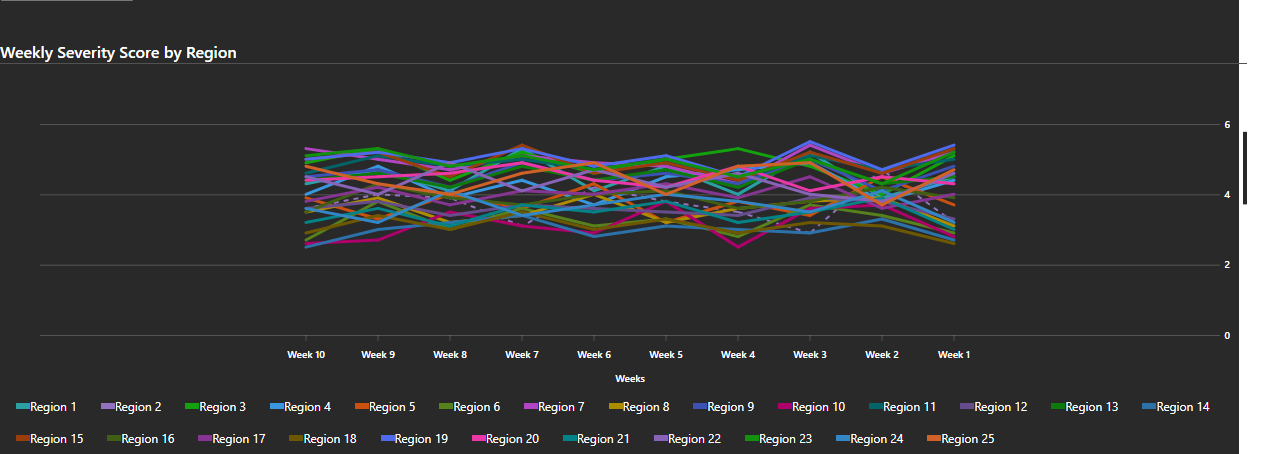 Weekly Severity Score by Region
6
4
2
0
Week 10 Week 9 Week 8 Week 7 Week 6 Week 5 Week 4 Week 3 Week 2 Week 1
Weeks
Region 1 Region 2 Region 3 Region 4 Region 5 Region 6 Region 7 Region 8 Region 9 Region 10 Region 11 Region 12 Region 13 Region 14
Region 15 Region 16 Region 17 Region 18 Region 19 Region 20 Region 21 Region 22 Region 23 Region 24 Region 25